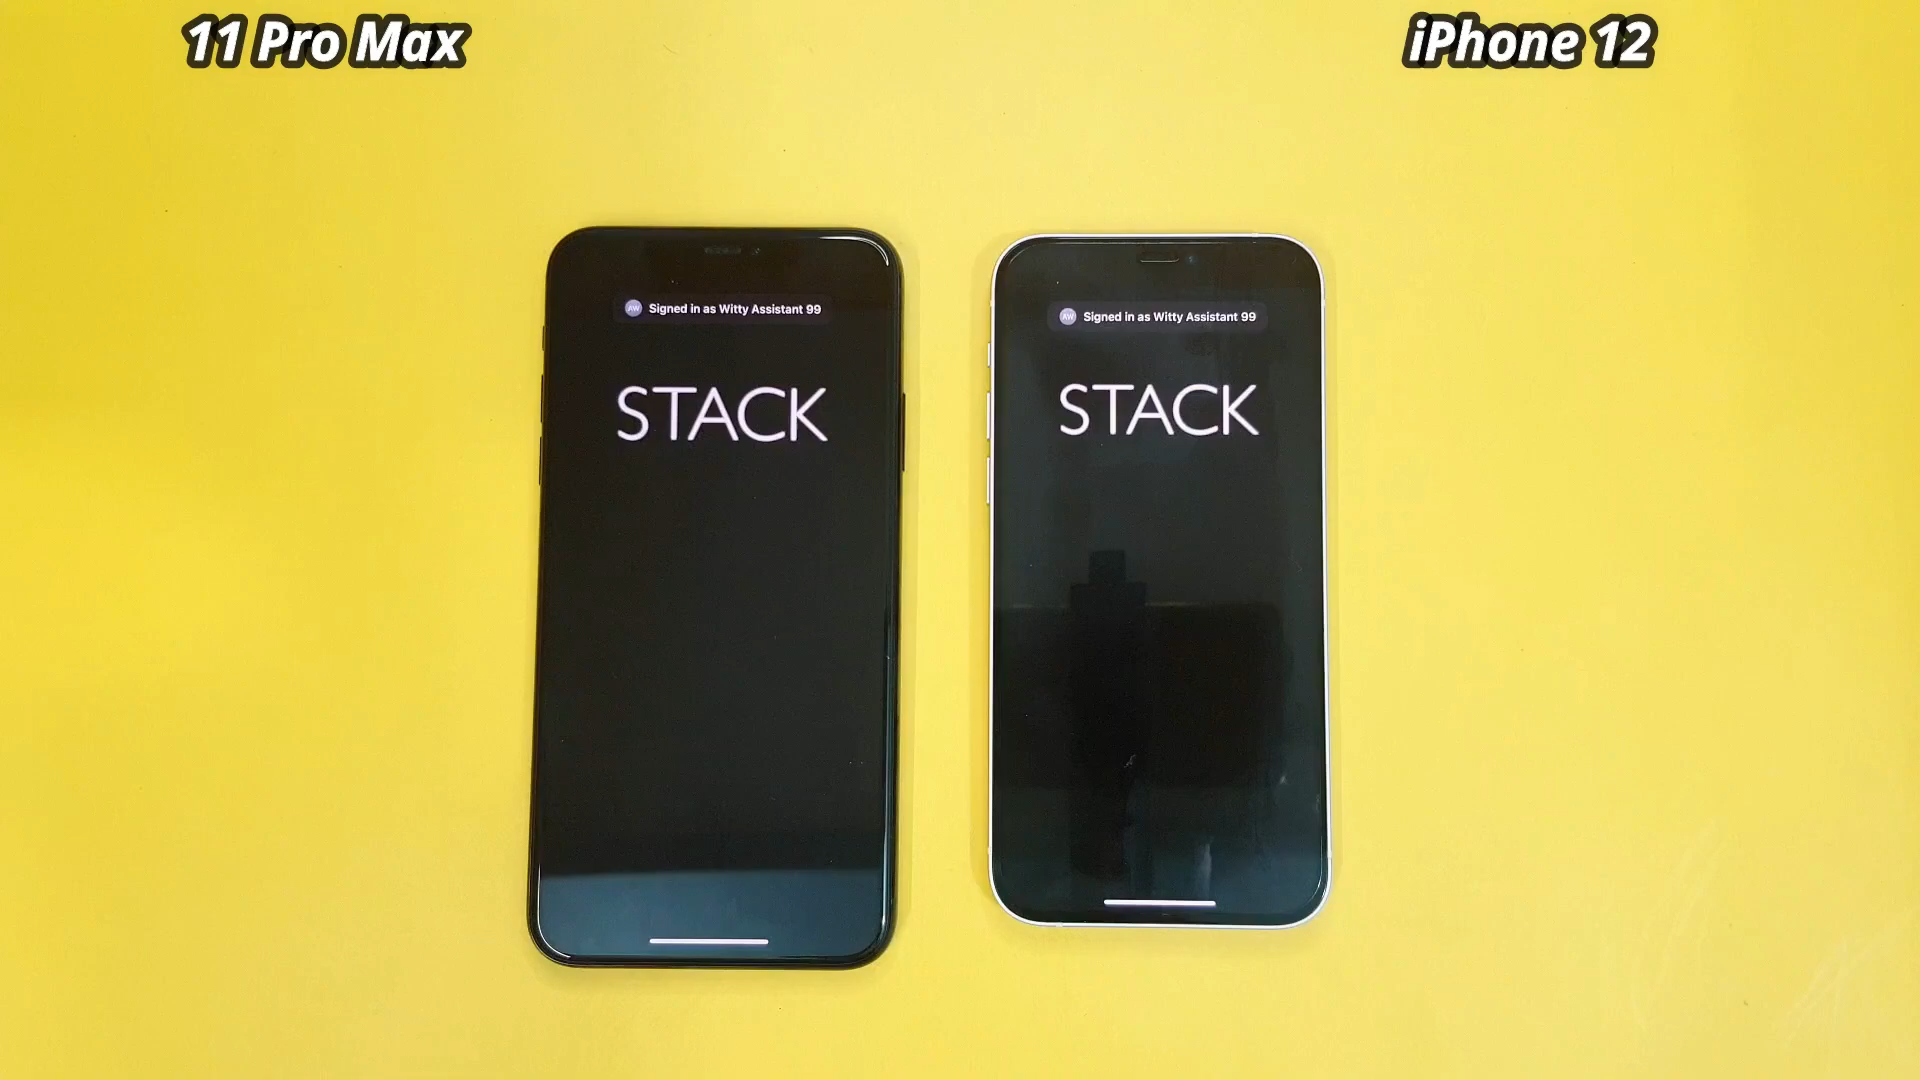 11 Pro Max
iPhone 12
AW Signed in as Witty Assistant 99
STACK
AW Signed in as Witty Assistant 99
STACK